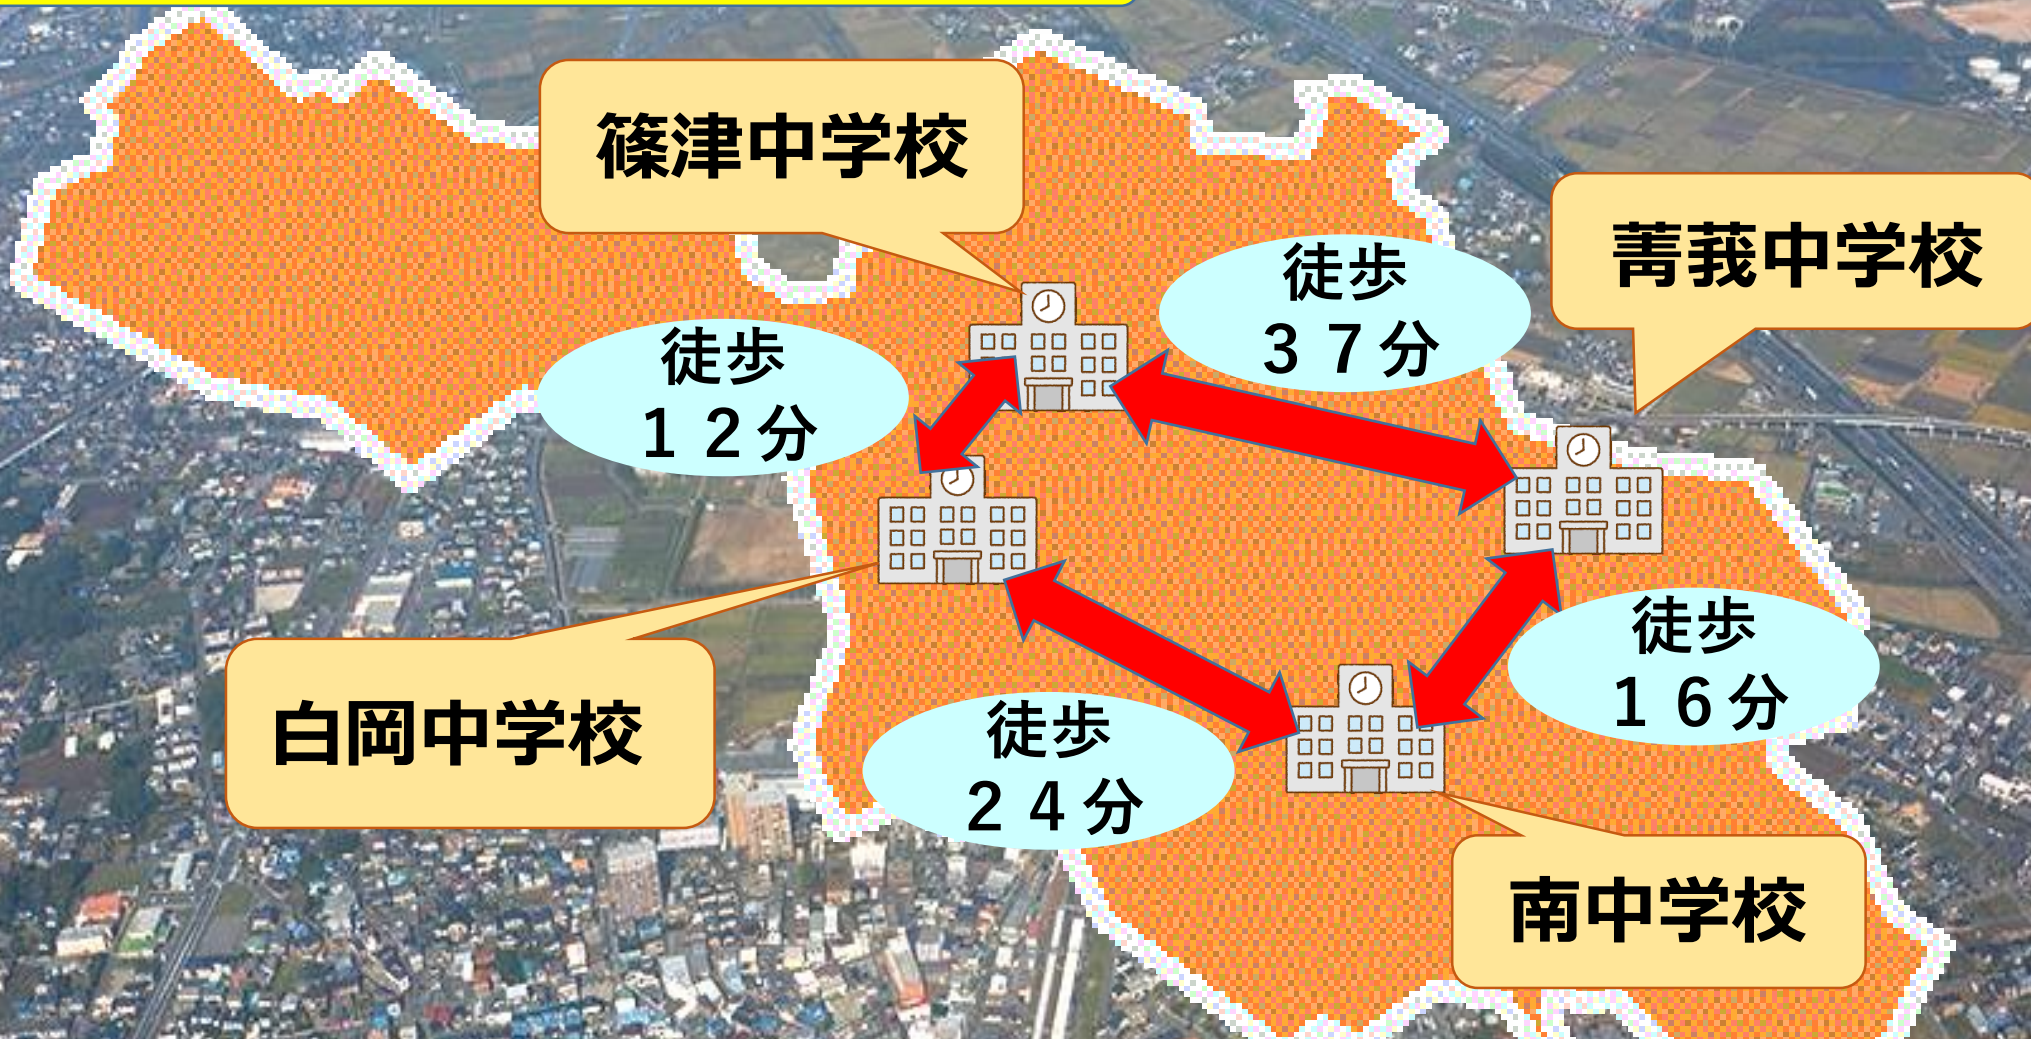 篠津中学校
菁莪中学校
徒歩
３７分
徒歩
１２分
徒歩
１６分
白岡中学校
徒歩
２４分
南中学校